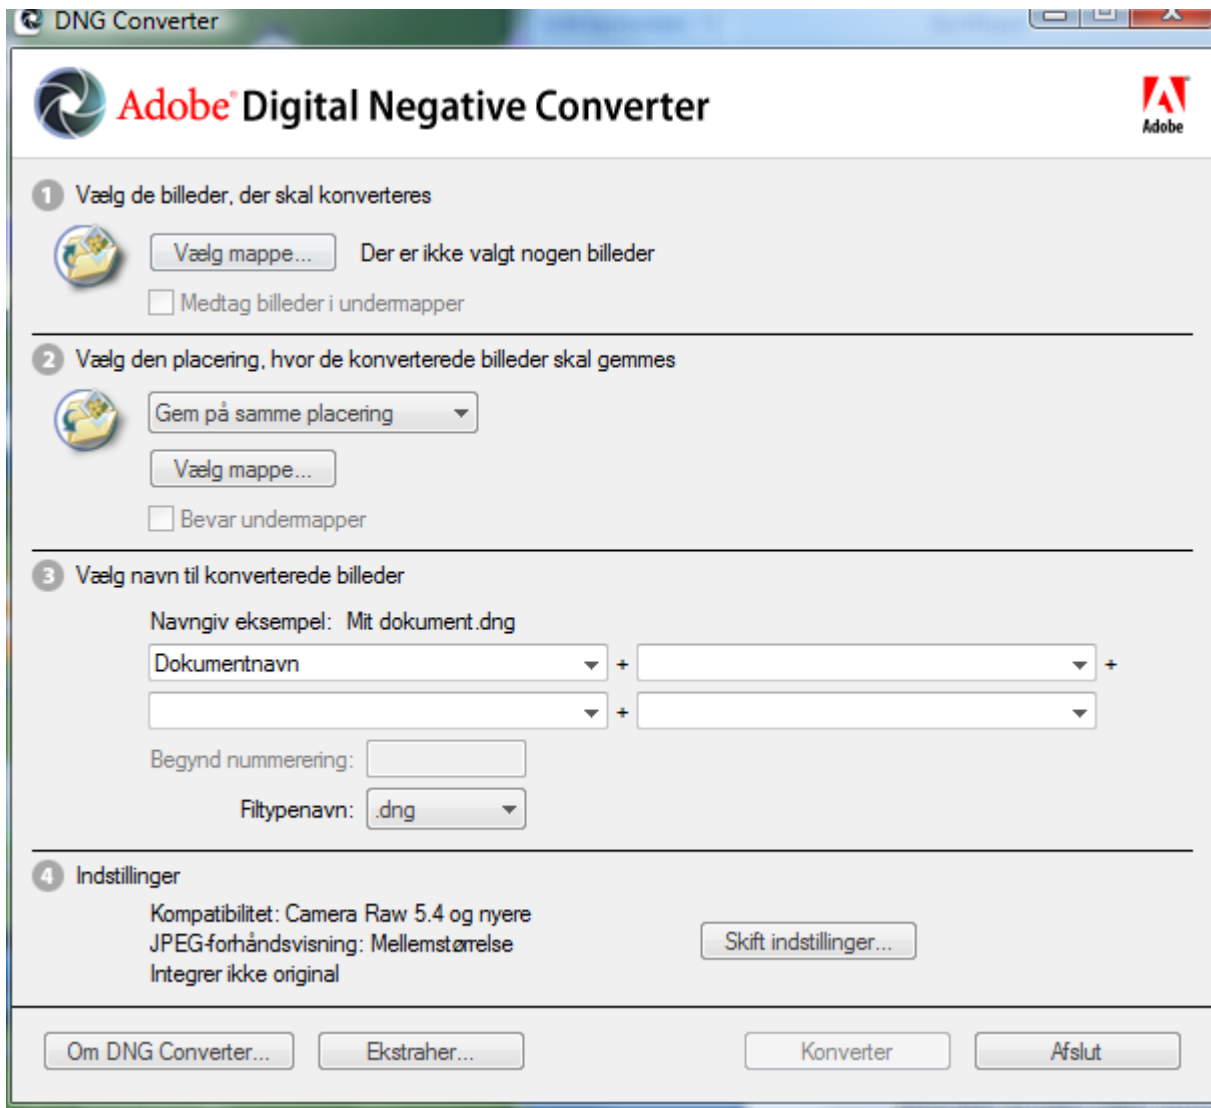 DNG Converter
Adobe® Digital Negative Converter
Adobe
1 Vælg de billeder, der skal konverteres
Vælg mappe... Der er ikke valgt nogen billeder
Medtag billeder i undermapper
2 Vælg den placering, hvor de konverterede billeder skal gemmes
Gem på samme placering
Vælg mappe...
Bevar undermapper
3 Vælg navn til konverterede billeder
Navngiv eksempel: Mit dokument.dng
Dokumentnavn + +
+
Begynd nummerering:
Filtypenavn: .dng
4 Indstillinger
Kompatibilitet: Camera Raw 5.4 og nyere
JPEG-forhåndsvisning: Mellemstørrelse
Skift indstillinger...
Integrer ikke original
Om DNG Converter... Ekstraher... Konverter Afslut